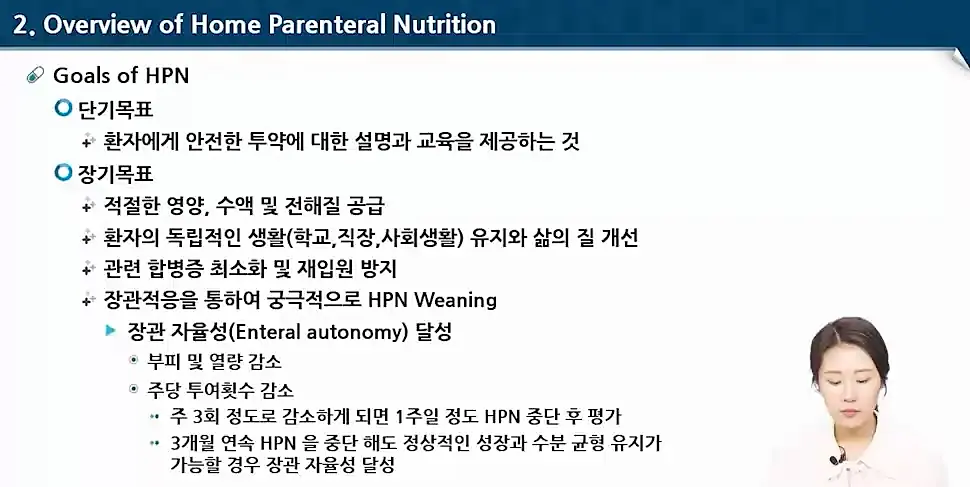 2. Overview of Home Parenteral Nutrition
Goals of HPN
단기목표
환자에게 안전한 투약에 대한 설명과 교육을 제공하는 것
장기목표
적절한 영양, 수액 및 전해질 공급
환자의 독립적인 생활(학교,직장,사회생활) 유지와 삶의 질 개선
관련 합병증 최소화 및 재입원 방지
장관적응을 통하여 궁극적으로 HPN Weaning
장관 자율성(Enteral autonomy) 달성
부피 및 열량 감소
주당 투여횟수 감소
주 3회 정도로 감소하게 되면 1주일 정도 HPN 중단 후 평가
3개월 연속 HPN 을 중단 해도 정상적인 성장과 수분 균형 유지가
가능할 경우 장관 자율성 달성